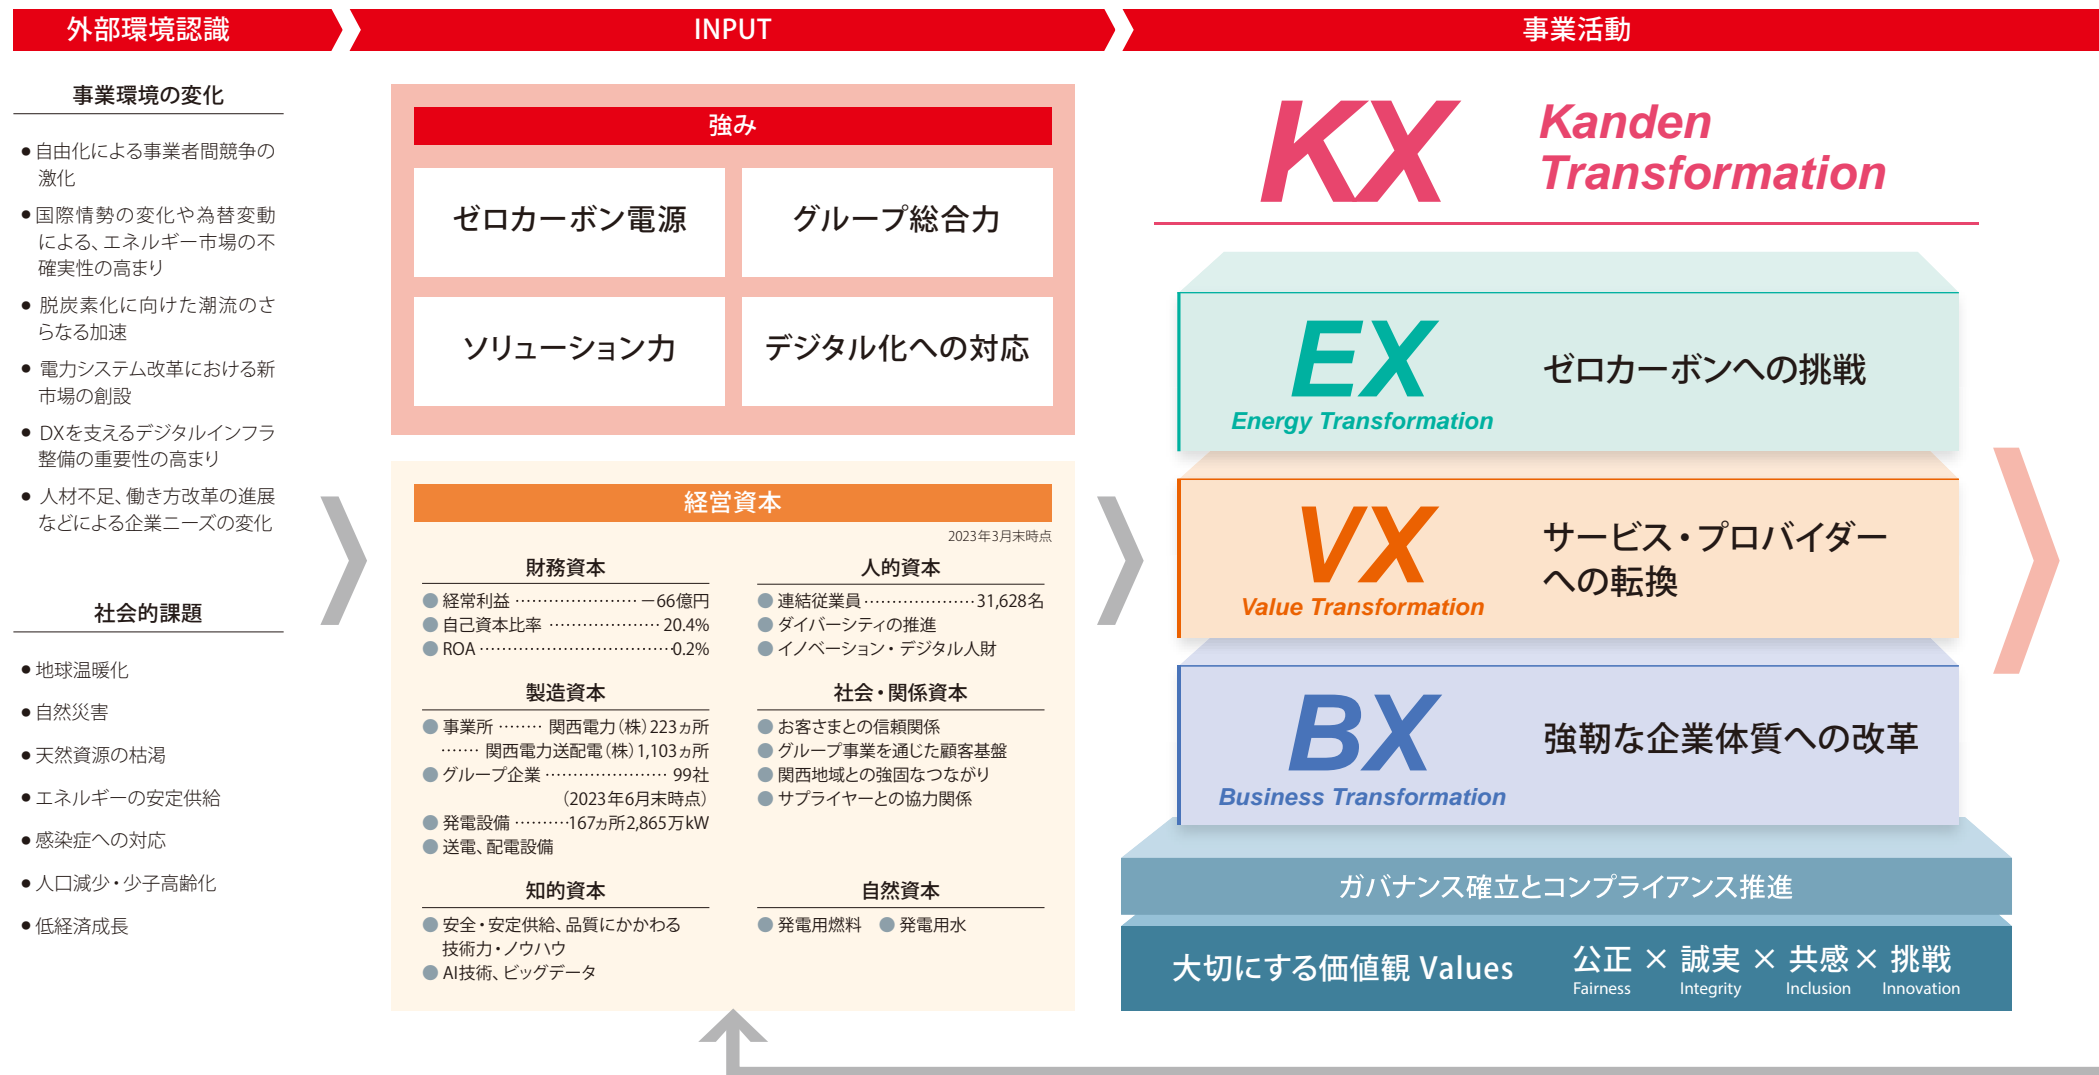 外部環境認識
INPUT
事業活動
事業環境の変化
●自由化による事業者間競争の
激化
●国際情勢の変化や為替変動
による、エネルギー市場の不
確実性の高まり
●脱炭素化に向けた潮流のさ
らなる加速
●電力システム改革における新
市場の創設
●DXを支えるデジタルインフラ
整備の重要性の高まり
●人材不足、働き方改革の進展
などによる企業ニーズの変化
社会的課題
●地球温暖化
●自然災害
●天然資源の枯渇
●エネルギーの安定供給
●感染症への対応
●人口減少・少子高齢化
●低経済成長
強み
ゼロカーボン電源
グループ総合力
ソリューション力
デジタル化への対応
経営資本
2023年3月末時点
財務資本
●経常利益 …………………… －66億円
●自己資本比率 ………………… 20.4%
●ROA ………………………………0.2%
人的資本
●連結従業員…………………31,628名
●ダイバーシティの推進
●イノベーション・デジタル人財
製造資本
●事業所 ……… 関西電力(株)223ヵ所
……… 関西電力送配電(株)1,103ヵ所
●グループ企業 …………………… 99社
(2023年6月末時点)
●発電設備 ………167ヵ所2,865万kW
●送電、配電設備
社会・関係資本
●お客さまとの信頼関係
●グループ事業を通じた顧客基盤
●関西地域との強固なつながり
●サプライヤーとの協力関係
知的資本
●安全・安定供給、品質にかかわる
技術力・ノウハウ
●AI技術、ビッグデータ
自然資本
●発電用燃料 ●発電用水
KX
Kanden
Transformation
EX
Energy Transformation
ゼロカーボンへの挑戦
VX
Value Transformation
サービス・プロバイダー
への転換
BX
Business Transformation
強靭な企業体質への改革
ガバナンス確立とコンプライアンス推進
大切にする価値観 Values
公正 × 誠実 × 共感 × 挑戦
Fairness Integrity Inclusion Innovation